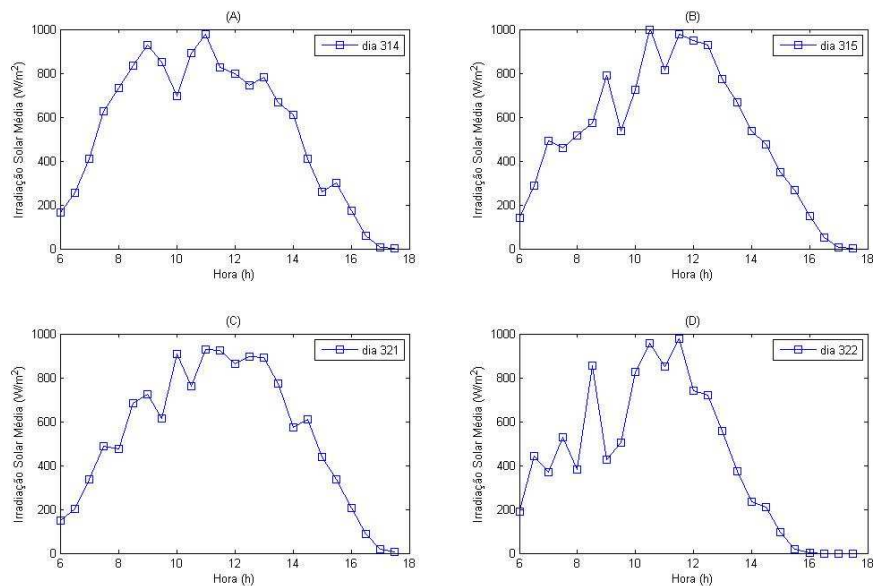 (A)
dia 314
Irradiação Solar Média (W/m²)
1000
800
600
400
200
0
6 8 10 12 14 16 18
Hora (h)
(B)
dia 315
Irradiação Solar Média (W/m²)
1000
800
600
400
200
0
6 8 10 12 14 16 18
Hora (h)
(C)
dia 321
Irradiação Solar Média (W/m²)
1000
800
600
400
200
0
6 8 10 12 14 16 18
Hora (h)
(D)
dia 322
Irradiação Solar Média (W/m²)
1000
800
600
400
200
0
6 8 10 12 14 16 18
Hora (h)